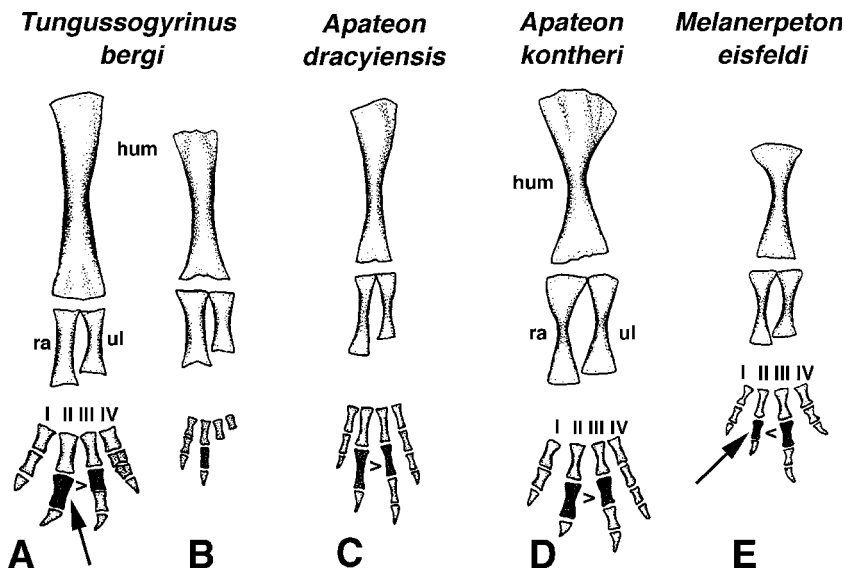 Tungussogyrinus
bergi
Apateon
dracyiensis
Apateon
kontheri
Melanerpeton
eisfeldi
hum
hum
ra
ul
ra
ul
I II III IV
I II III IV
I II III IV
>
>
>
<
A
B
C
D
E